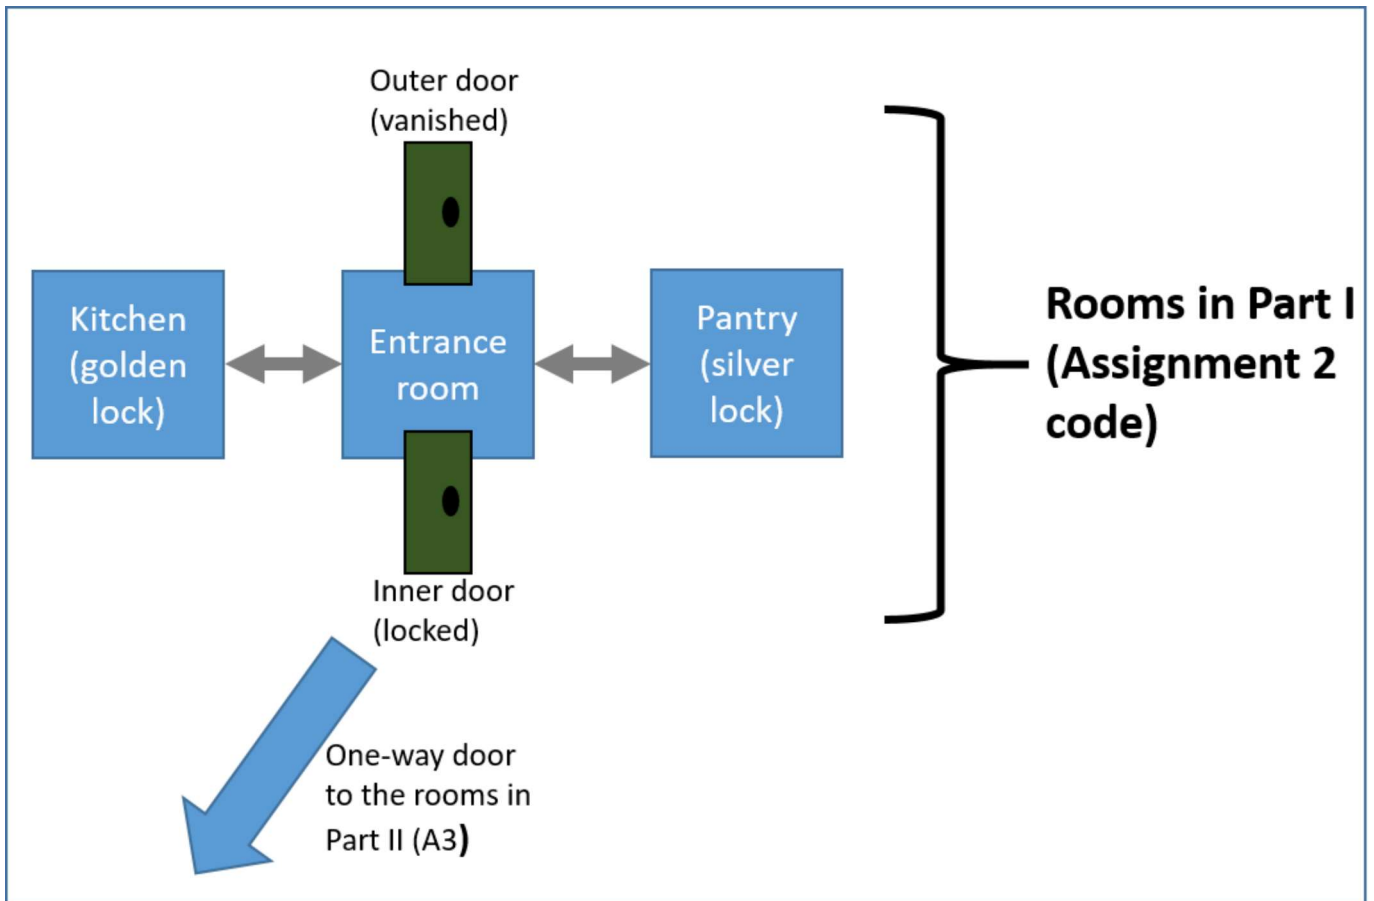 Outer door
(vanished)
Kitchen
(golden
lock)
Entrance
room
Pantry
(silver
lock)
Rooms in Part I
(Assignment 2
code)
Inner door
(locked)
One-way door
to the rooms in
Part II (A3)